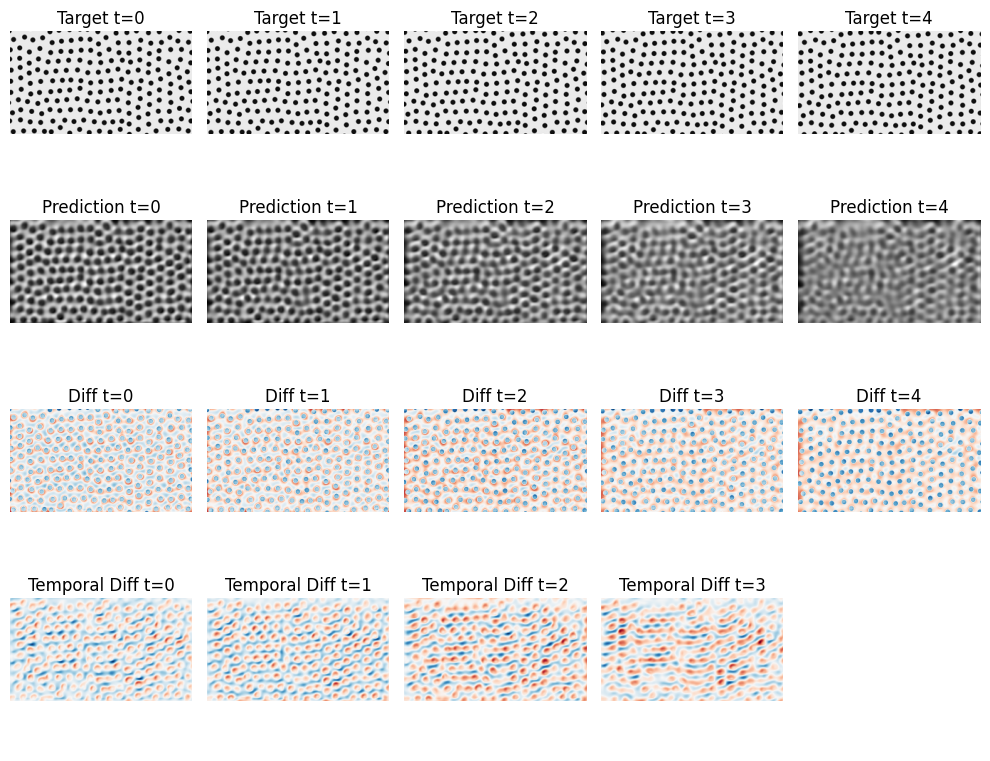 Target t=0
Target t=1
Target t=2
Target t=3
Target t=4
Prediction t=0
Prediction t=1
Prediction t=2
Prediction t=3
Prediction t=4
Diff t=0
Diff t=1
Diff t=2
Diff t=3
Diff t=4
Temporal Diff t=0
Temporal Diff t=1
Temporal Diff t=2
Temporal Diff t=3